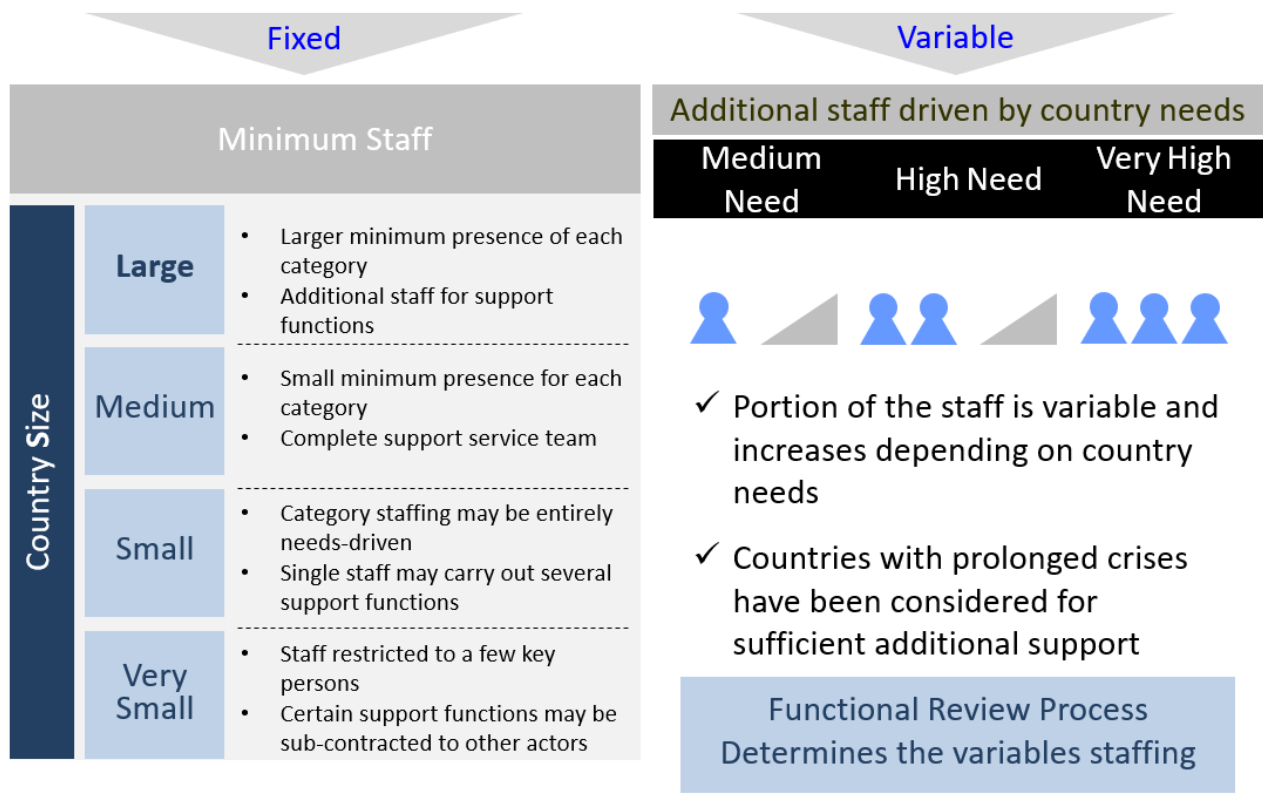 Fixed
Minimum Staff
Country Size
Large
• Larger minimum presence of each
category
• Additional staff for support
functions
Medium
• Small minimum presence for each
category
• Complete support service team
Small
• Category staffing may be entirely
needs-driven
• Single staff may carry out several
support functions
Very
Small
• Staff restricted to a few key
persons
• Certain support functions may be
sub-contracted to other actors
Variable
Additional staff driven by country needs
Medium
Need
High Need
Very High
Need
✓ Portion of the staff is variable and
increases depending on country
needs
✓ Countries with prolonged crises
have been considered for
sufficient additional support
Functional Review Process
Determines the variables staffing